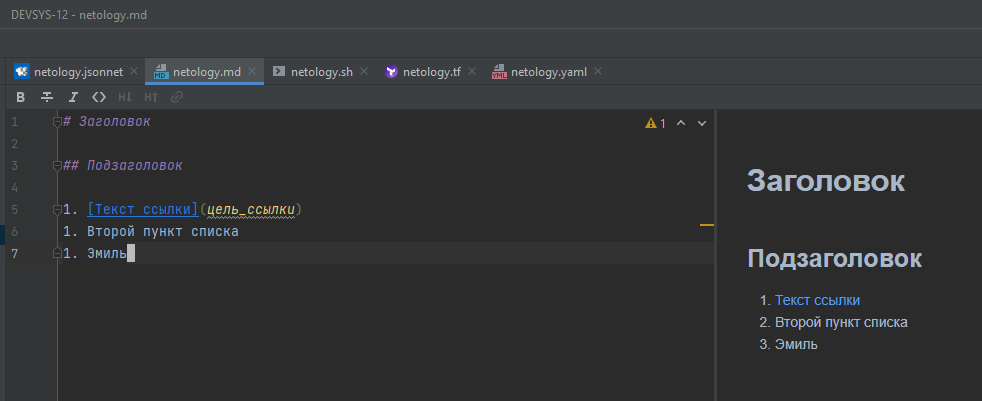 DEVSYS-12 - netology.md
netology.jsonnet netology.md netology.sh netology.tf netology.yaml
B I <> H↓ H↑
1 # Заголовок
2
3 ## Подзаголовок
4
5 1. [Текст ссылки](цель_ссылки)
6 1. Второй пункт списка
7 1. Эмиль
1
Заголовок
Подзаголовок
1. Текст ссылки
2. Второй пункт списка
3. Эмиль